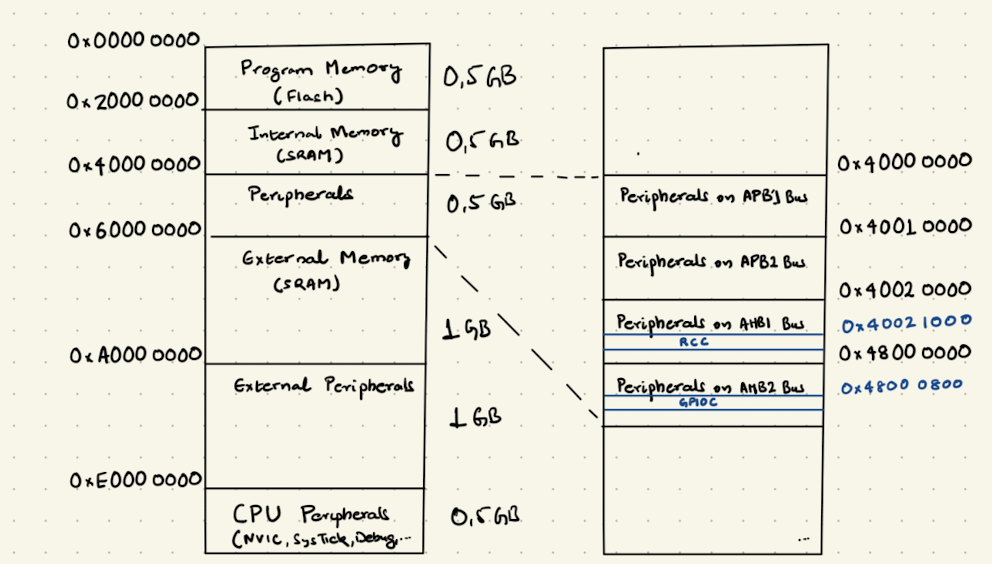 0x0000 0000
Program Memory
(Flash)
0,5 GB
0x2000 0000
Internal Memory
(SRAM)
0,5 GB
0x4000 0000
Peripherals
0,5 GB
0x6000 0000
External Memory
(SRAM)
1 GB
0xA000 0000
External Peripherals
1 GB
0xE000 0000
CPU Peripherals
(NVIC, SysTick, Debug,...
0,5 GB
0x4000 0000
Peripherals on APB1 Bus
0x4001 0000
Peripherals on APB2 Bus
0x4002 0000
Peripherals on AHB1 Bus
0x4002 1000
RCC
0x4800 0000
Peripherals on AHB2 Bus
0x4800 0800
GPIOC
...